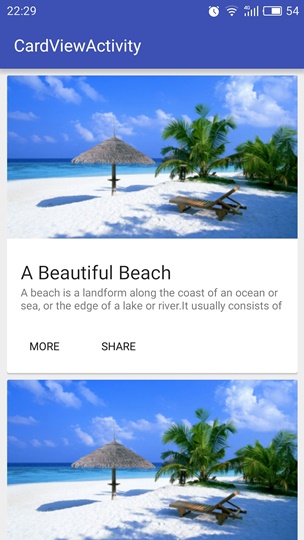 22:29
4G
54
CardViewActivity
A Beautiful Beach
A beach is a landform along the coast of an ocean or
sea, or the edge of a lake or river.It usually consists of
MORE SHARE